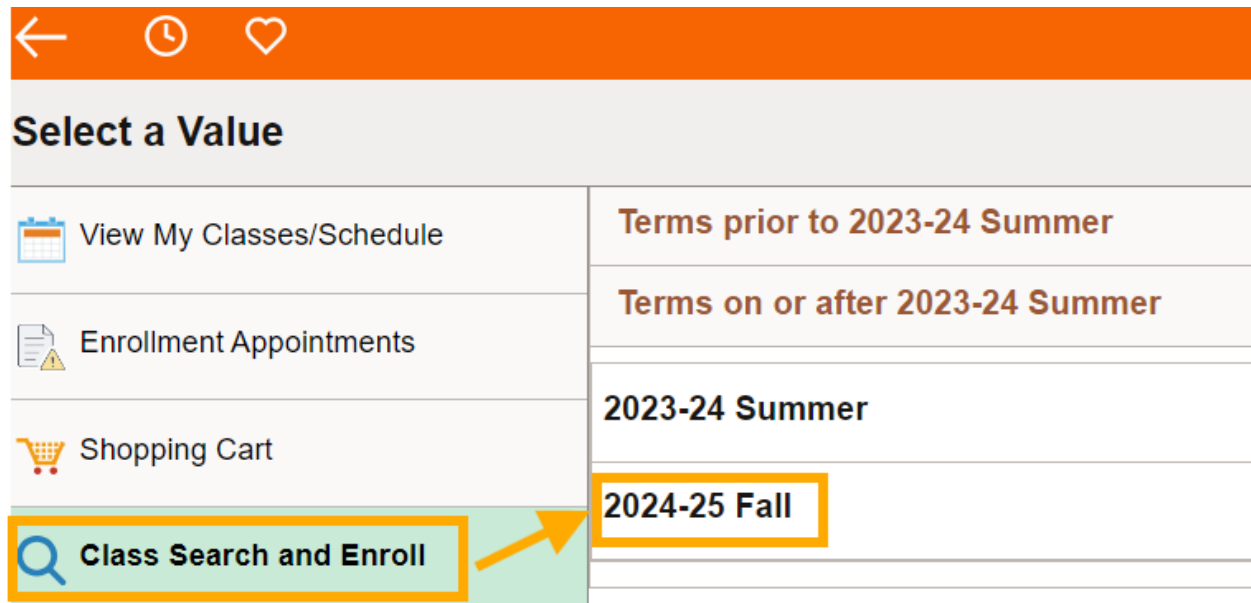 Select a Value
View My Classes/Schedule
Enrollment Appointments
Shopping Cart
Class Search and Enroll
Terms prior to 2023-24 Summer
Terms on or after 2023-24 Summer
2023-24 Summer
2024-25 Fall